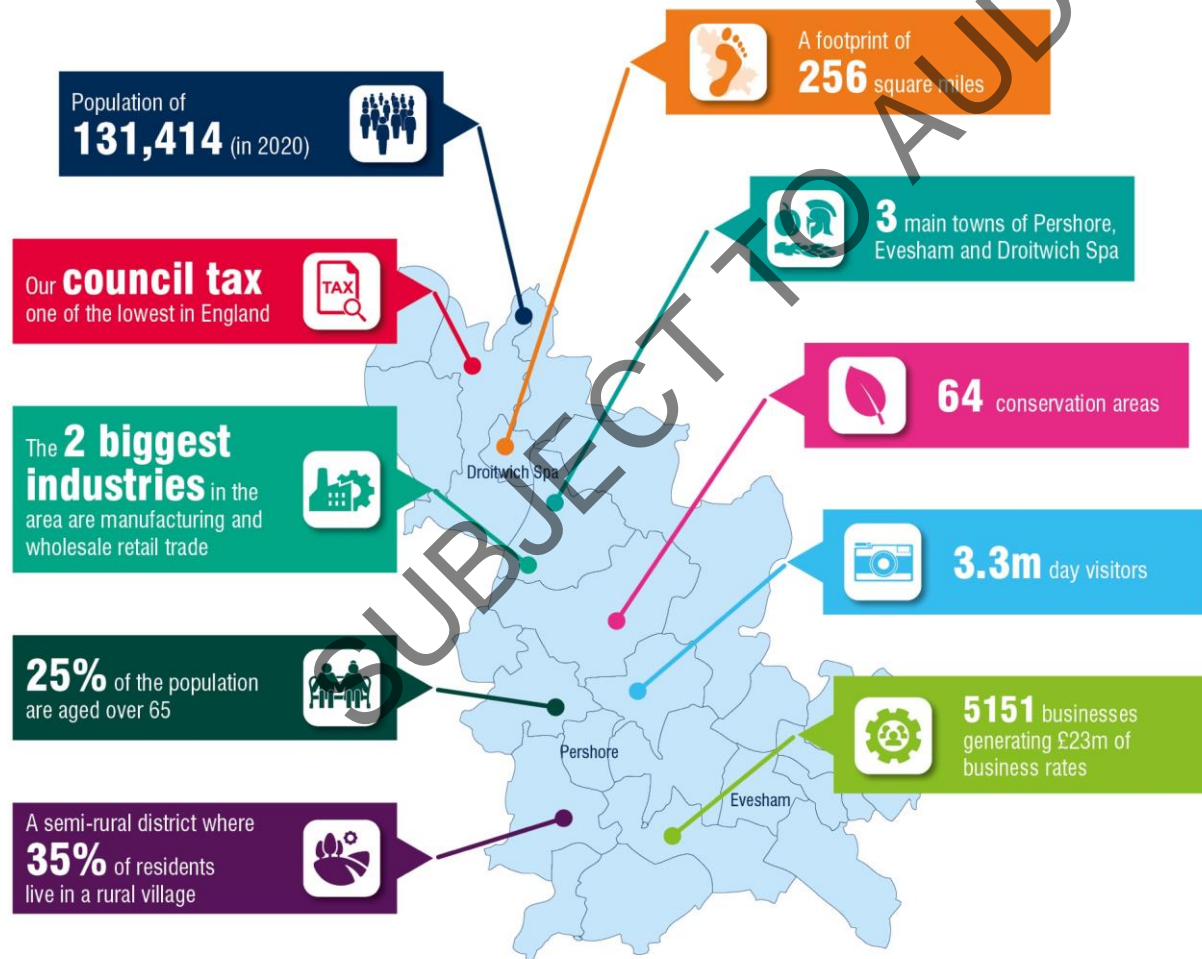 A footprint of
256 square miles
Population of
131,414 (in 2020)
3 main towns of Pershore,
Evesham and Droitwich Spa
Our council tax
one of the lowest in England
TAX
64 conservation areas
The 2 biggest
industries in the
area are manufacturing and
wholesale retail trade
Droitwich Spa
3.3m day visitors
25% of the population
are aged over 65
5151 businesses
generating £23m of
business rates
Pershore
Evesham
A semi-rural district where
35% of residents
live in a rural village
SUBJECT TO AUD